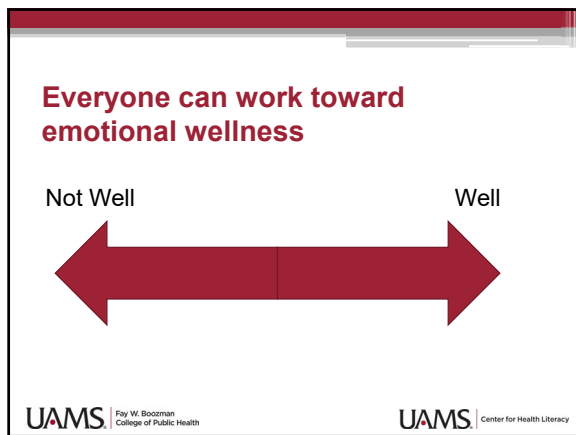 Everyone can work toward
emotional wellness
Not Well
Well
UAMS
Fay W. Boozman
College of Public Health
UAMS
Center for Health Literacy